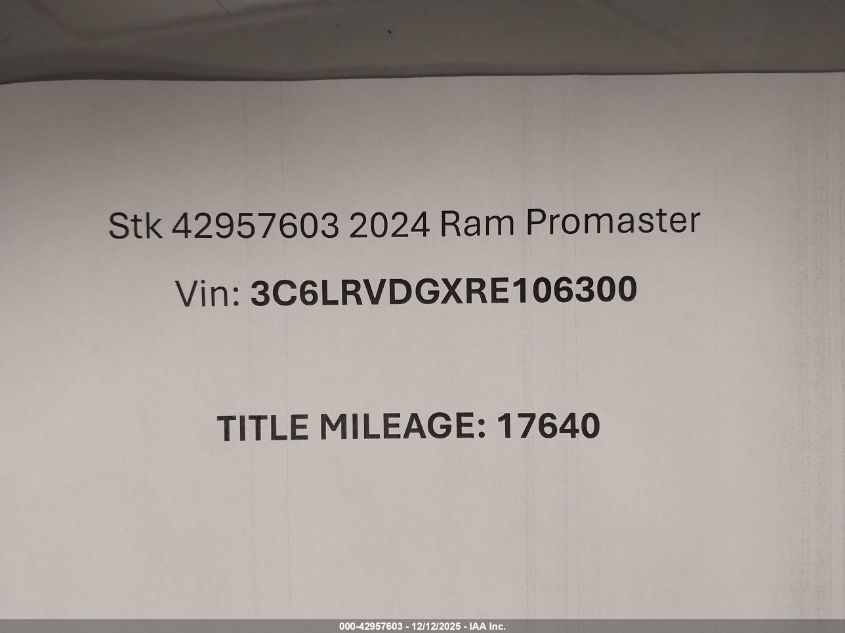 Stk 42957603 2024 Ram Promaster
Vin: 3C6LRVDGXRE106300
TITLE MILEAGE: 17640
000-42957603 - 12/12/2025 - IAA Inc.